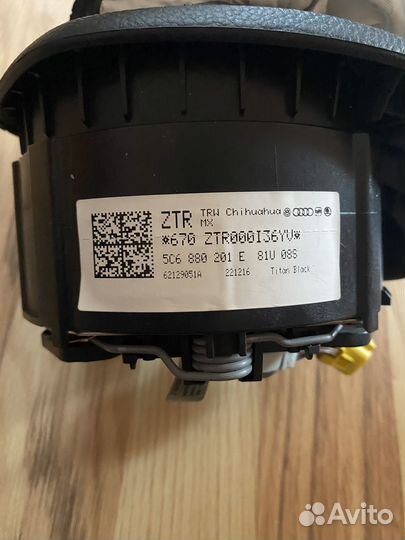 ZTR TRW Chihuahua
MX
*670 ZTR000I36YV*
5C6 880 201 E 81U 08S
62129051A 221216 Titan Black
Avito